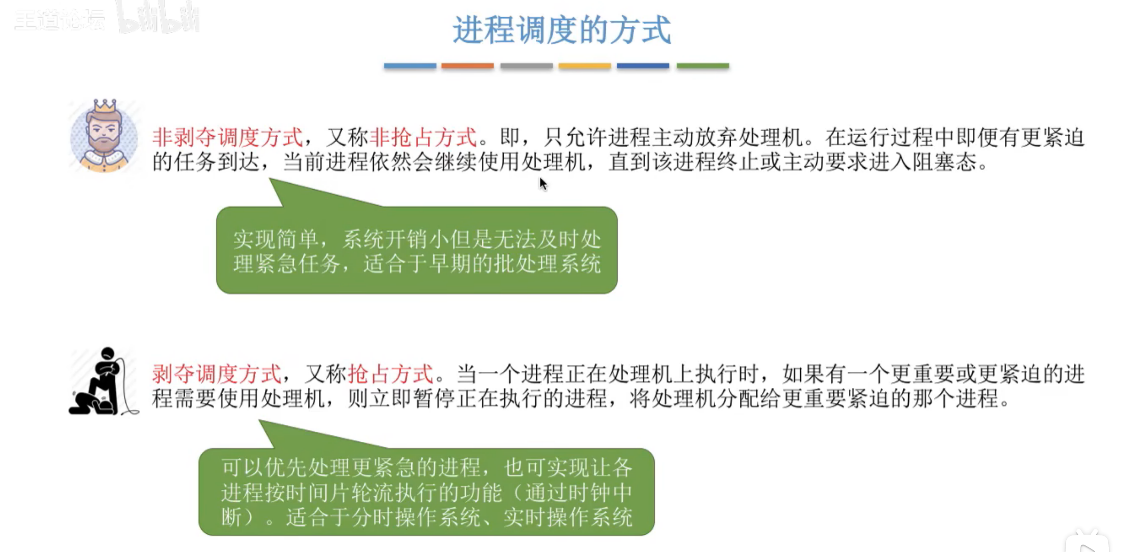 王道论坛 bilibili
进程调度的方式
非剥夺调度方式，又称非抢占方式。即，只允许进程主动放弃处理机。在运行过程中即便有更紧迫
的任务到达，当前进程依然会继续使用处理机，直到该进程终止或主动要求进入阻塞态。
实现简单，系统开销小但是无法及时处
理紧急任务，适合于早期的批处理系统
剥夺调度方式，又称抢占方式。当一个进程正在处理机上执行时，如果有一个更重要或更紧迫的进
程需要使用处理机，则立即暂停正在执行的进程，将处理机分配给更重要紧迫的那个进程。
可以优先处理更紧急的进程，也可实现让各
进程按时间片轮流执行的功能（通过时钟中
断）。适合于分时操作系统、实时操作系统